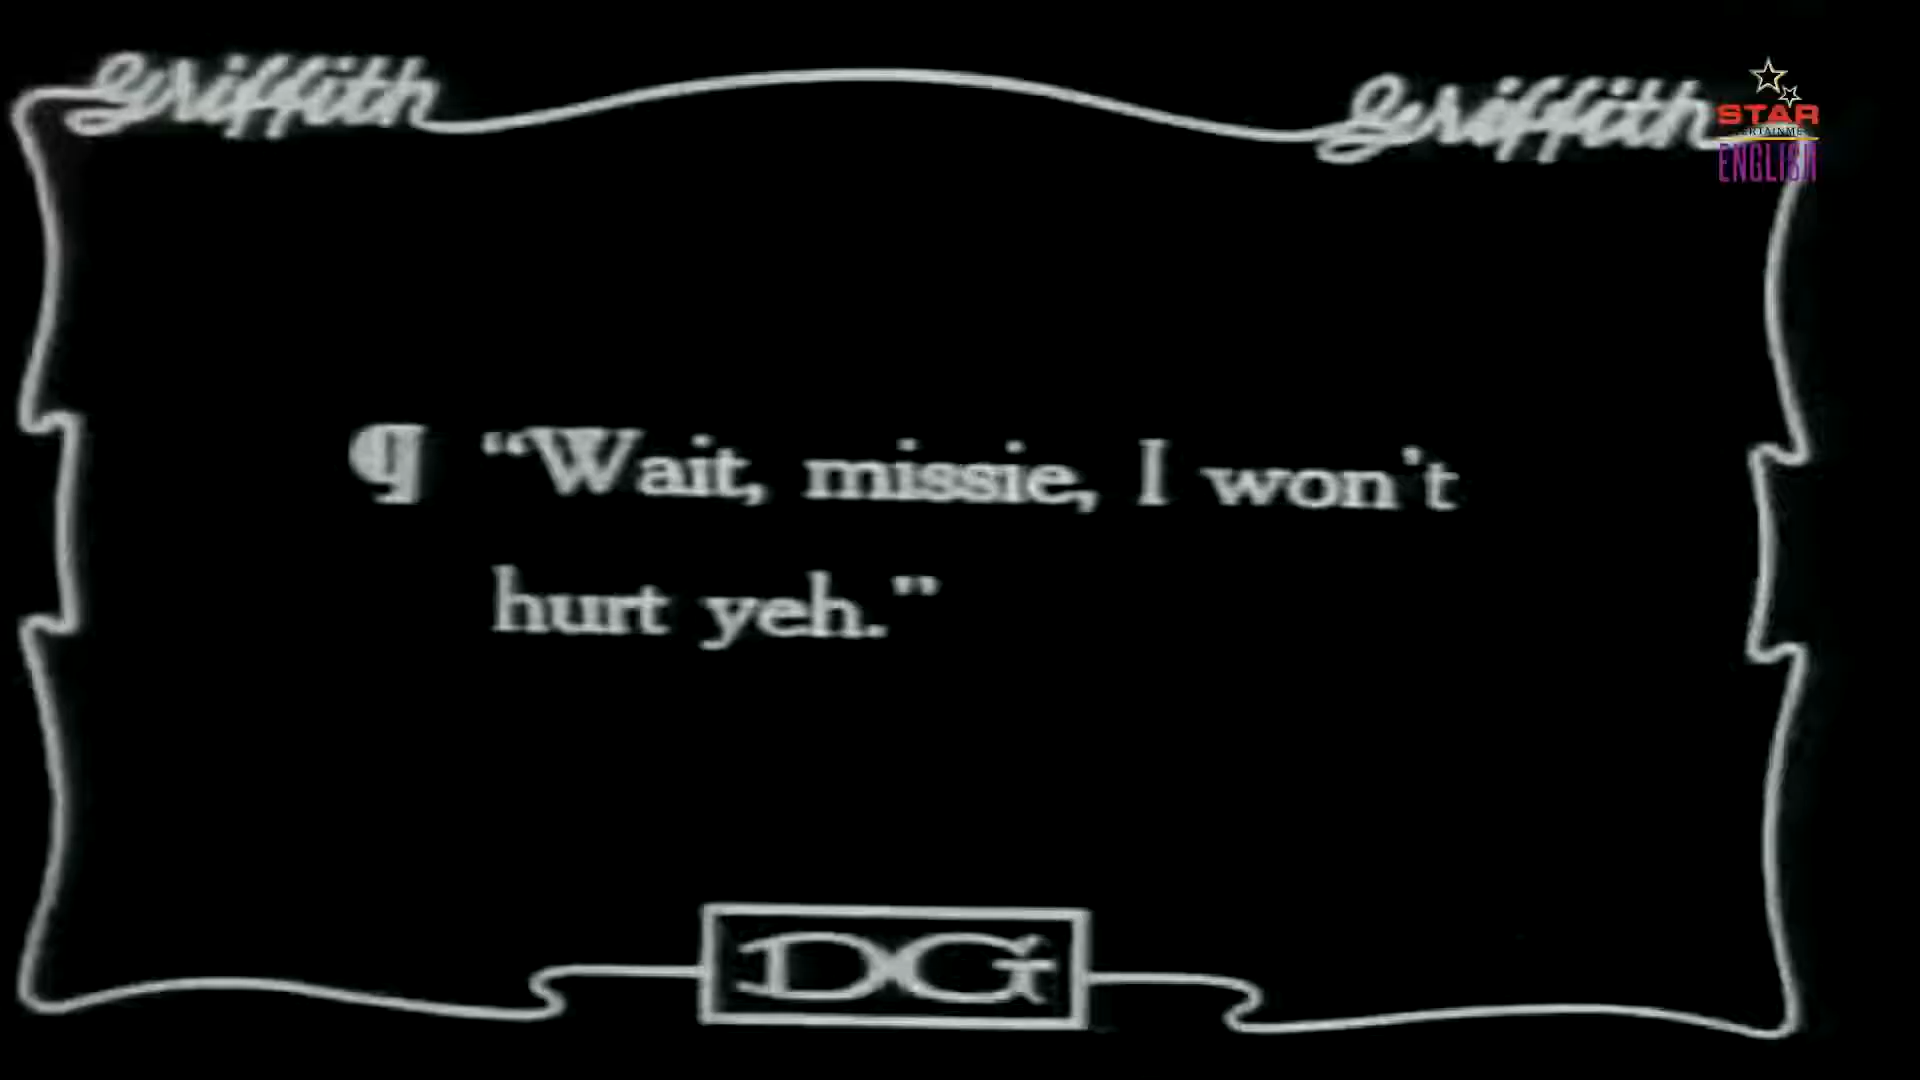 Griffith Griffith
STAR
ENGLISH
¶ “Wait, missie, I won't
hurt yeh.”
DG